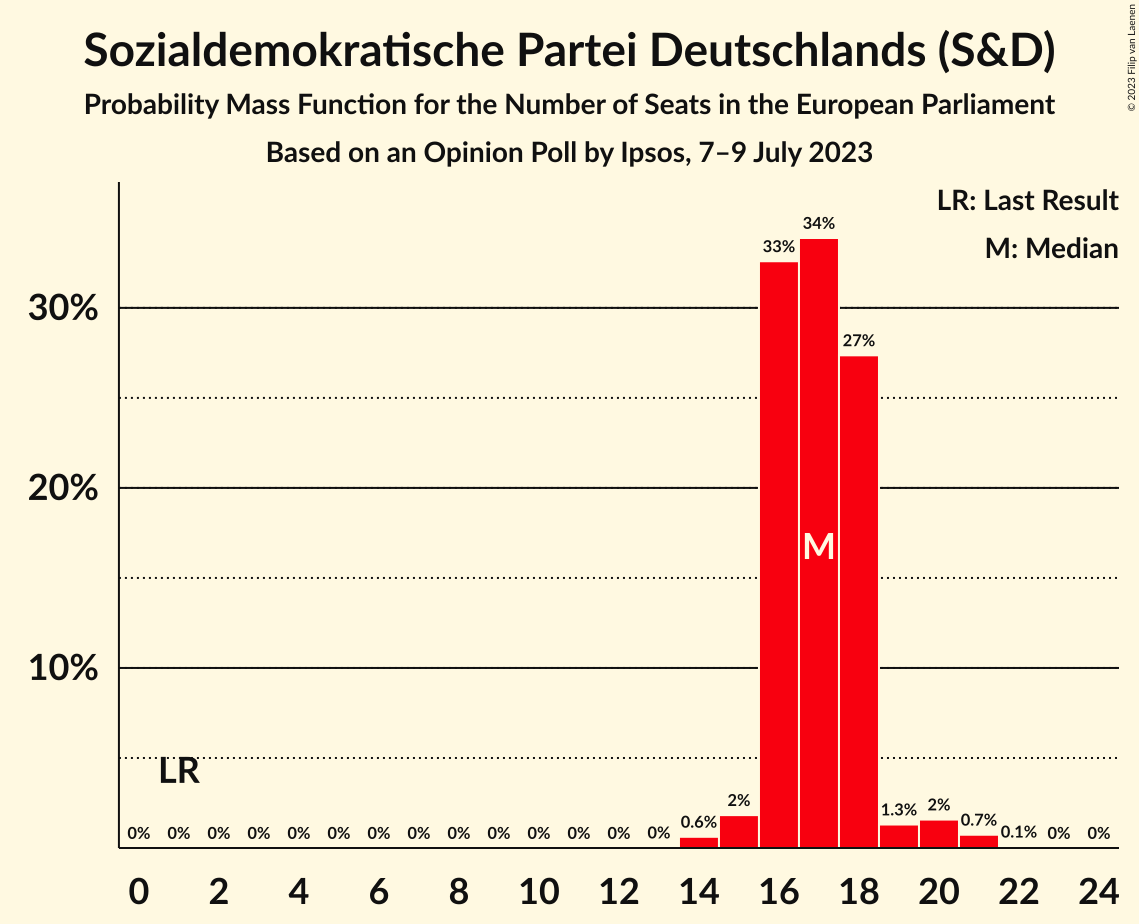 Sozialdemokratische Partei Deutschlands (S&D)
Probability Mass Function for the Number of Seats in the European Parliament
Based on an Opinion Poll by Ipsos, 7–9 July 2023
© 2023 Filip van Laenen
LR: Last Result
M: Median
34%
33%
30%
27%
20%
M
10%
LR
0% 0% 0% 0% 0% 0% 0% 0% 0% 0% 0% 0% 0% 0% 0.6% 2% 1.3% 2% 0.7% 0.1% 0% 0%
0 2 4 6 8 10 12 14 16 18 20 22 24